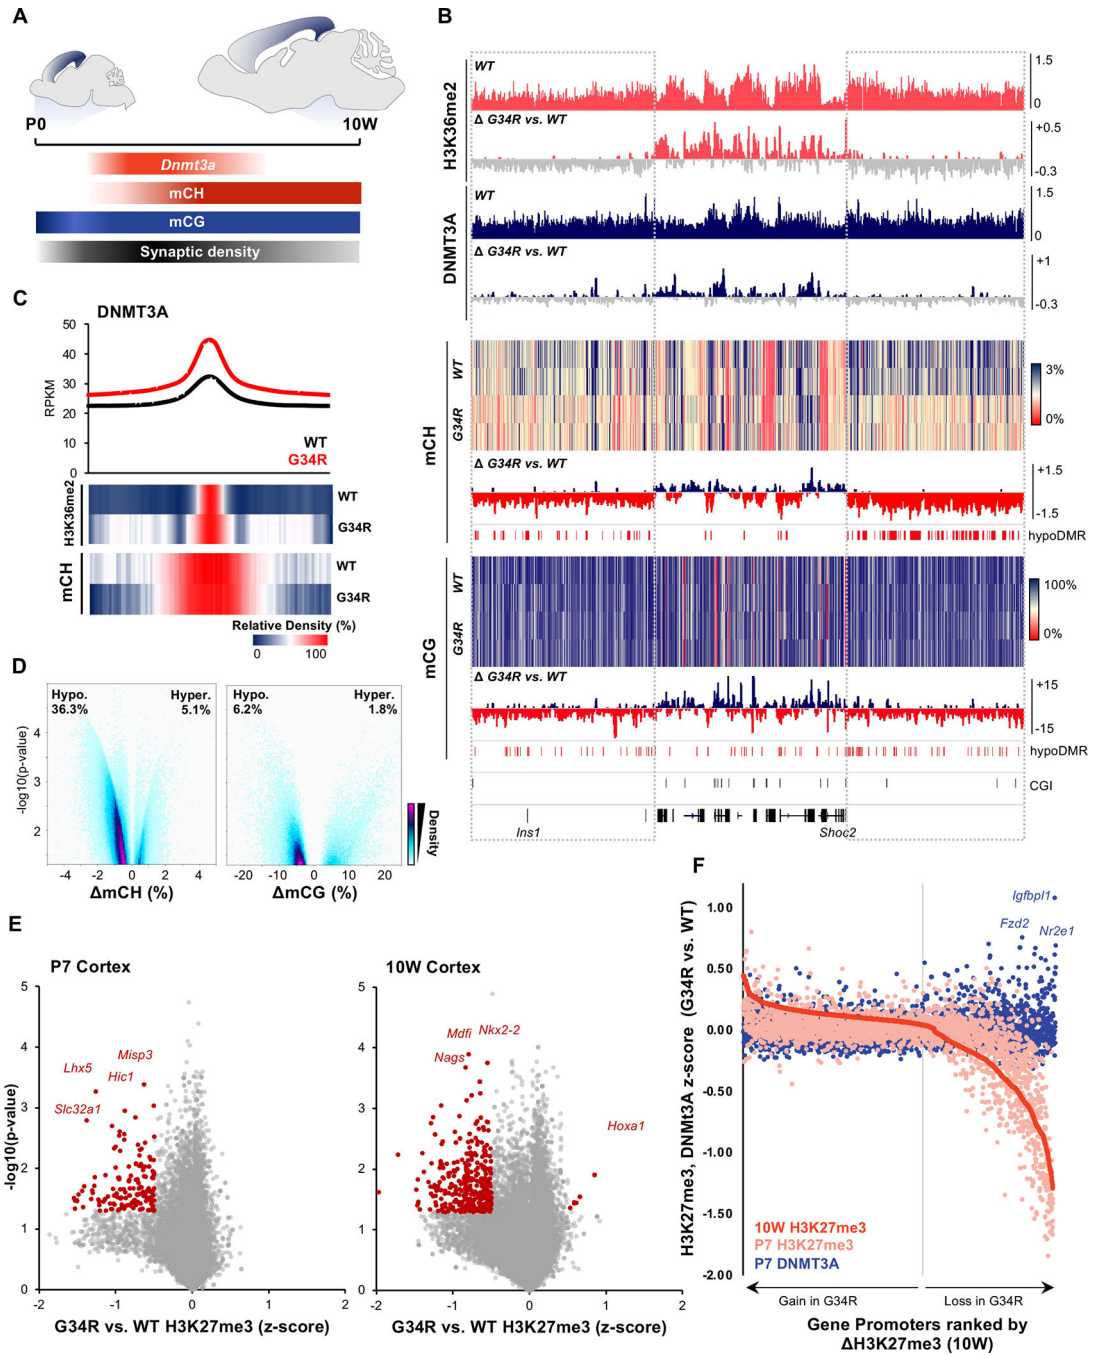 A
P0
10W
Dnmt3a
mCH
mCG
Synaptic density
B
H3K36me2
WT
1.5
0
Δ G34R vs. WT
+0.5
-0.3
DNMT3A
WT
1.5
0
Δ G34R vs. WT
+1
-0.3
mCH
WT
G34R
3%
0%
Δ G34R vs. WT
+1.5
-1.5
hypoDMR
mCG
WT
G34R
100%
0%
Δ G34R vs. WT
+15
-15
hypoDMR
CGI
Ins1
Shoc2
C
DNMT3A
RPKM
50
40
30
20
10
0
WT
G34R
H3K36me2
WT
G34R
mCH
WT
G34R
Relative Density (%)
0
100
D
-log10(p-value)
4
3
2
Hypo.
36.3%
Hyper.
5.1%
-4
-2
0
2
4
ΔmCH (%)
Hypo.
6.2%
Hyper.
1.8%
-20
-10
0
10
20
ΔmCG (%)
Density
E
P7 Cortex
-log10(p-value)
5
4
3
2
1
0
Misp3
Lhx5
Hic1
Slc32a1
-2
-1
0
1
2
G34R vs. WT H3K27me3 (z-score)
10W Cortex
5
4
3
2
1
0
Mdfi
Nkx2-2
Nags
Hoxa1
-2
-1
0
1
2
G34R vs. WT H3K27me3 (z-score)
F
H3K27me3, DNMt3A z-score (G34R vs. WT)
1.00
0.50
0.00
-0.50
-1.00
-1.50
-2.00
Igfbpl1
Fzd2
Nr2e1
10W H3K27me3
P7 H3K27me3
P7 DNMT3A
Gain in G34R
Loss in G34R
Gene Promoters ranked by
ΔH3K27me3 (10W)